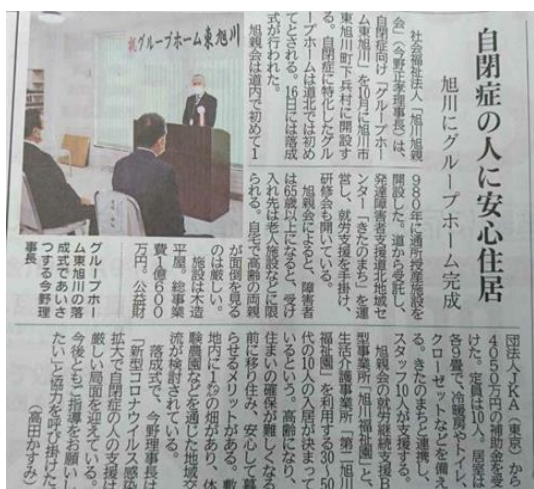 自閉症の人に安心住居
旭川にグループホーム完成
社会福祉法人「旭川旭親
会」（今野正孝理事長）は、
自閉症向け「グループホー
ム東旭川」を10月に旭川市
東旭川町下兵村に開設す
る。自閉症に特化したグル
ープホームは道北では初め
てとされる。16日には落成
式が行われた。
旭親会は道内で初めて1
980年に通所授産施設を
開設した。道から受託し、
発達障害者支援道北地域セ
ンター「きたのまち」を運
営し、就労支援を手掛け、
研修会も開いている。
旭親会によると、障害者
は65歳以上になると、受け
入れ先は老人施設などに限
られる。自宅で高齢の両親
が面倒を見る
のは厳しい。
施設は木造
平屋。総事業
費1億600
万円。公益財
団法人JKA（東京）から
4050万円の補助金を受
けた。定員は10人。居室は
各9畳で、冷暖房やトイレ、
クローゼットなどを備え
る。きたのまちと連携し、
スタッフ10人が支援する。
旭親会の就労継続支援B
型事業所「旭川福祉園」と、
生活介護事業所「第二旭川
福祉園」を利用する30〜50
代の10人の入居が決まって
いるという。高齢になり、
住まいの確保が難しくなる
前に移り住み、安心して暮
らせるメリットがある。敷
地内に1㌶の畑があり、体
験農園などを通じた地域交
流が検討されている。
落成式で、今野理事長は
「新型コロナウイルス感染
拡大で自閉症の人の支援は
厳しい局面を迎えている。
今後ともご指導をお願いし
たい」と協力を呼び掛けた。
（高田かすみ）
祝グループホーム東旭川
グループホー
ム東旭川の落
成式であいさ
つする今野理
事長